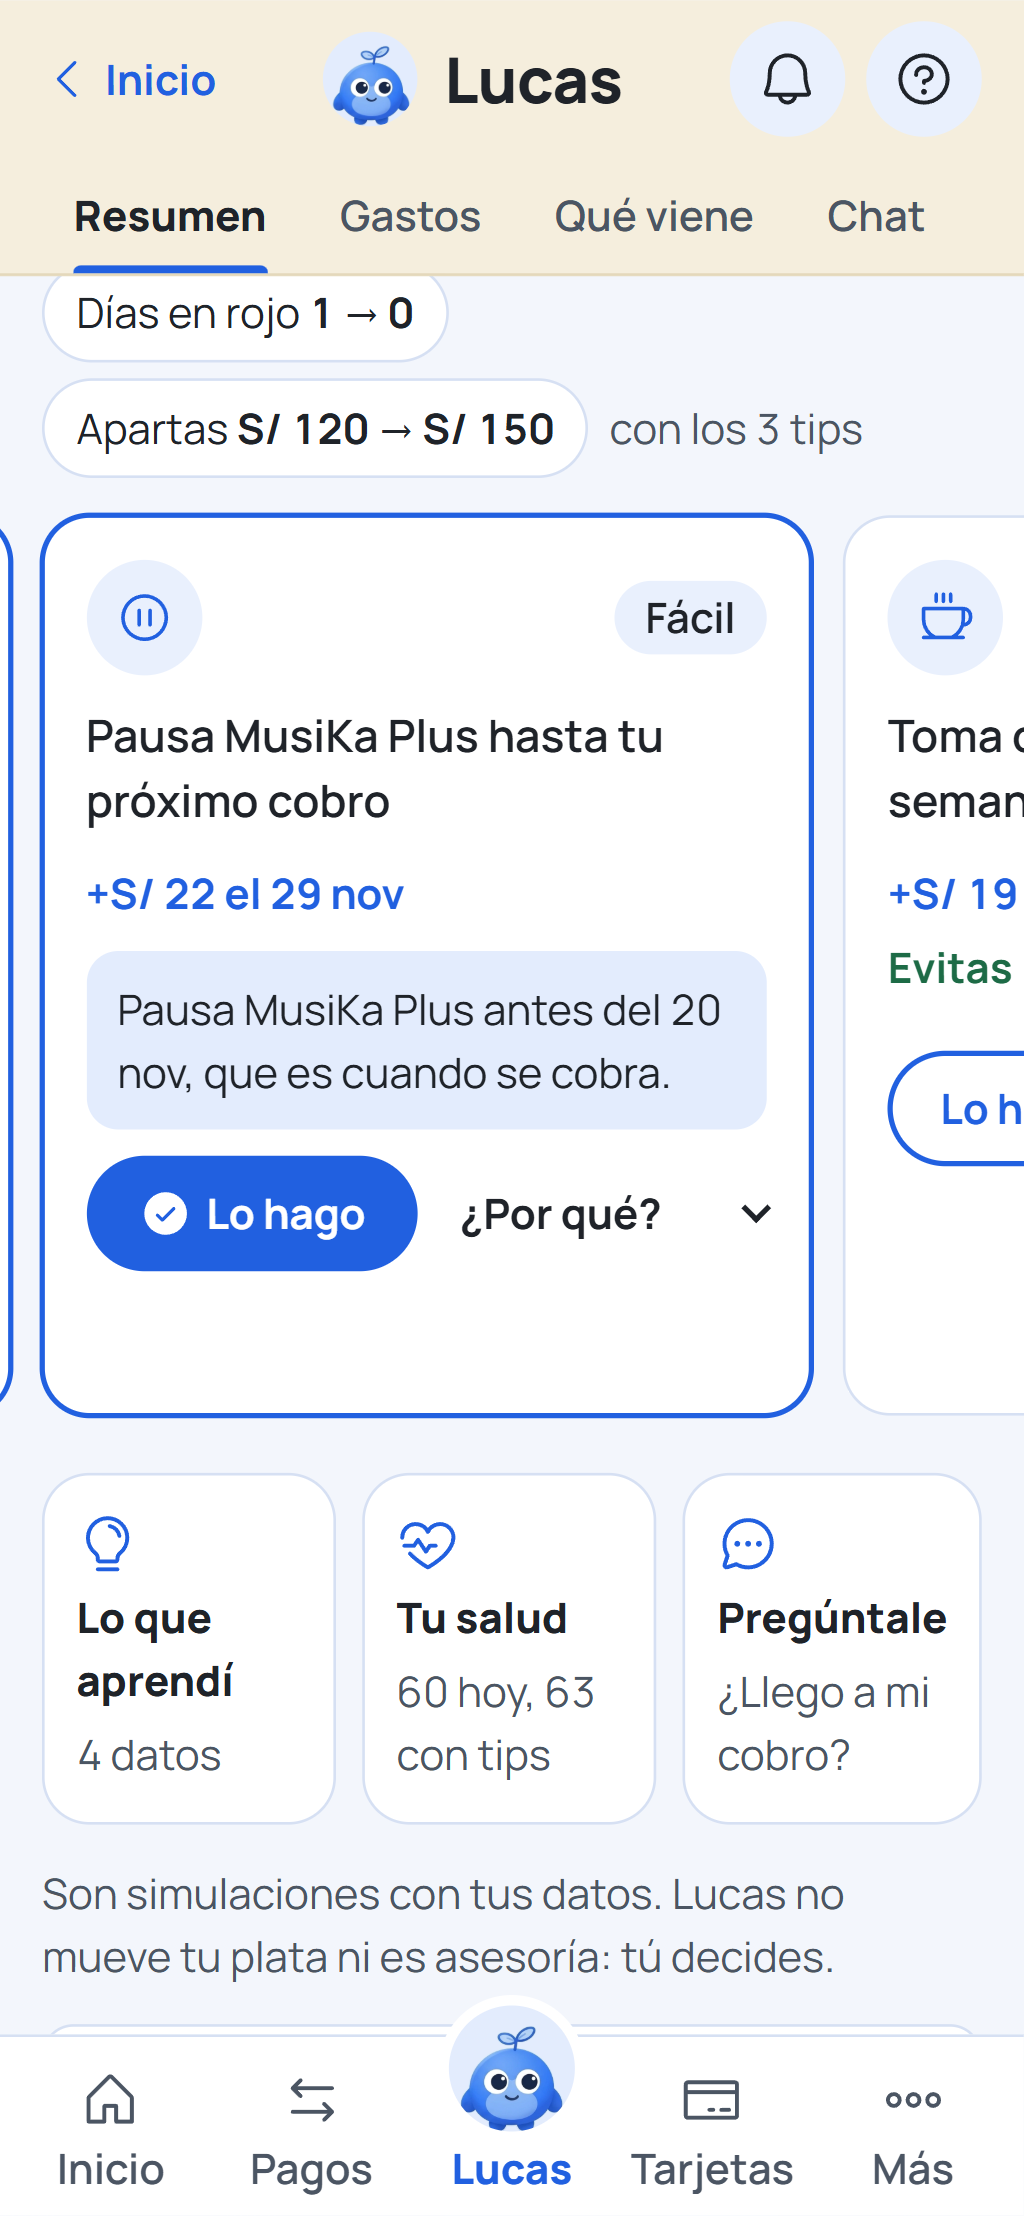 Inicio
Lucas
Resumen
Gastos
Qué viene
Chat
Días en rojo 1 → 0
Apartas S/ 120 → S/ 150
con los 3 tips
Fácil
Pausa MusiKa Plus hasta tu
próximo cobro
+S/ 22 el 29 nov
Pausa MusiKa Plus antes del 20
nov, que es cuando se cobra.
Lo hago
¿Por qué?
Toma
seman
+S/ 19
Evitas
Lo h
Lo que
aprendí
4 datos
Tu salud
60 hoy, 63
con tips
Pregúntale
¿Llego a mi
cobro?
Son simulaciones con tus datos. Lucas no
mueve tu plata ni es asesoría: tú decides.
Inicio
Pagos
Lucas
Tarjetas
Más